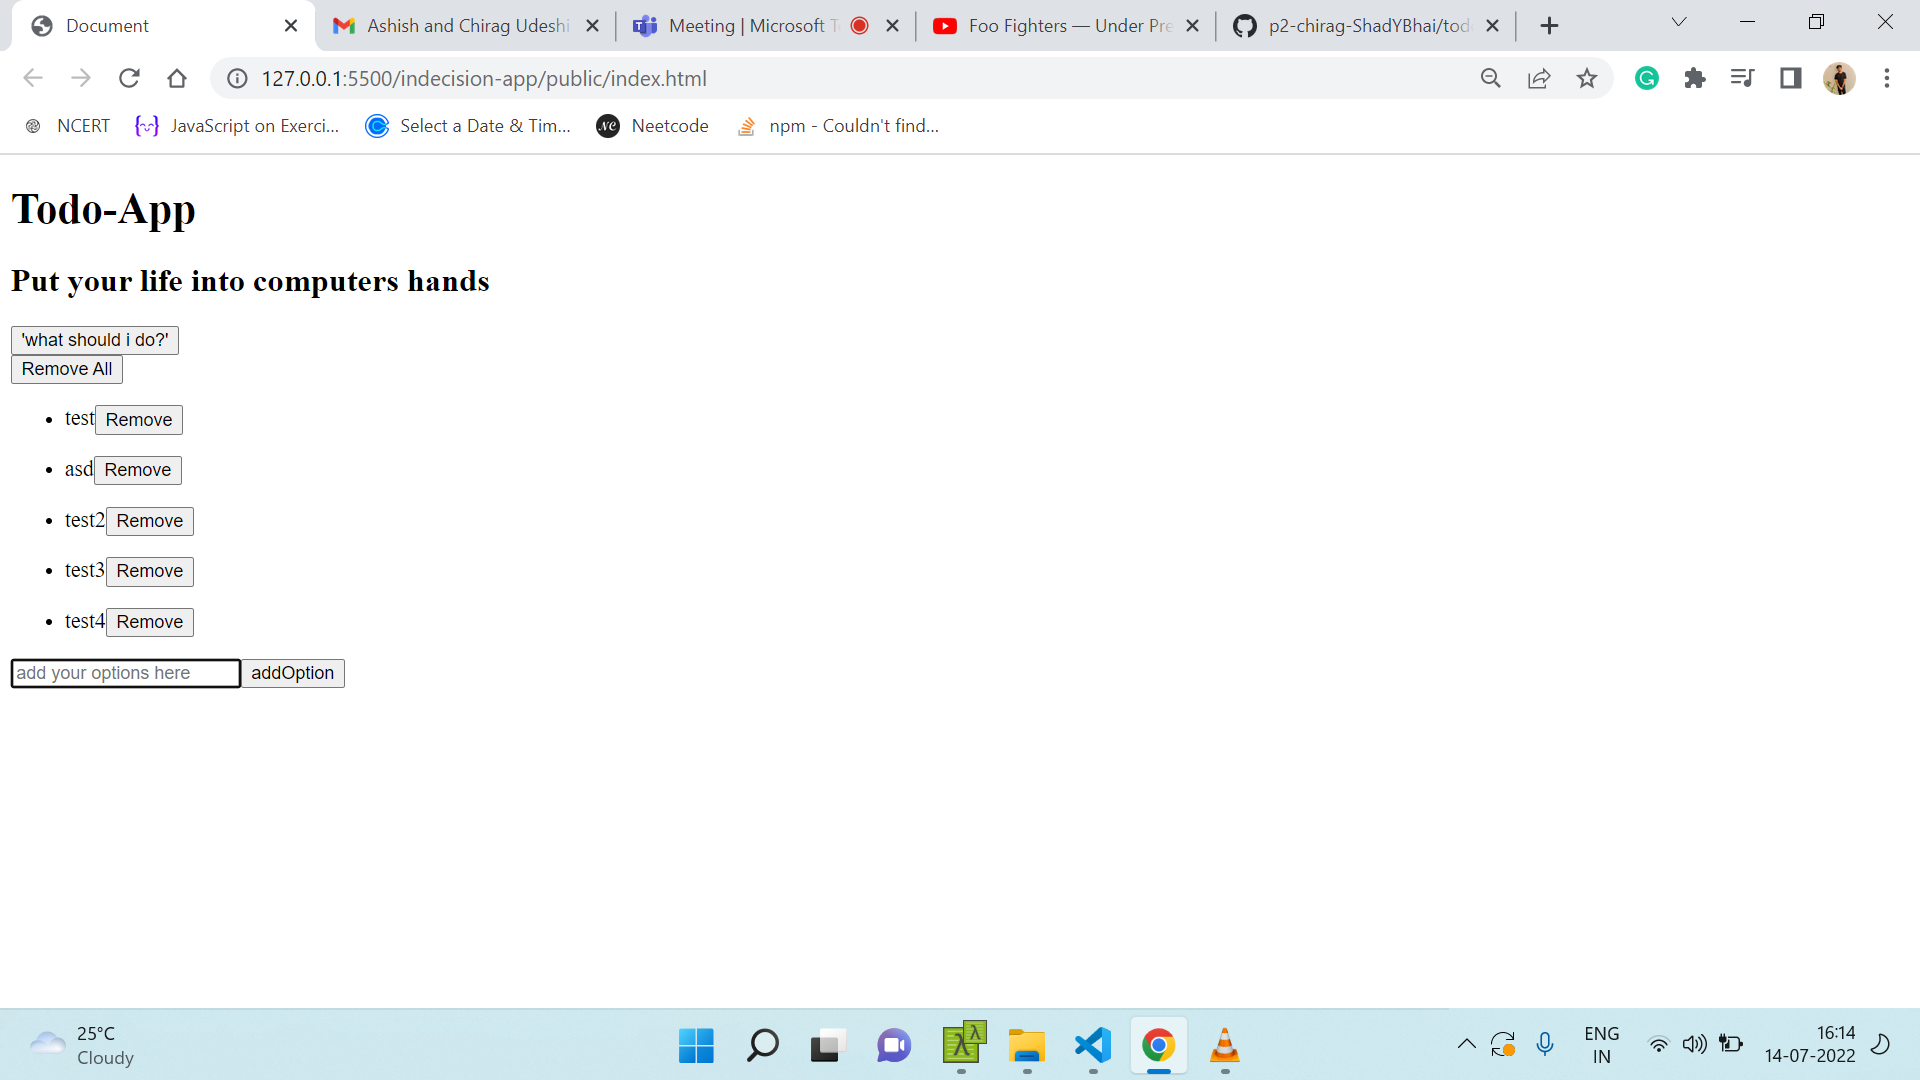 Document
Ashish and Chirag Udeshi
Meeting | Microsoft T
Foo Fighters — Under Pre
p2-chirag-ShadYBhai/tod
127.0.0.1:5500/indecision-app/public/index.html
NCERT
JavaScript on Exerci...
Select a Date & Tim...
Neetcode
npm - Couldn't find...
Todo-App
Put your life into computers hands
'what should i do?'
Remove All
• test Remove
• asd Remove
• test2 Remove
• test3 Remove
• test4 Remove
add your options here addOption
25°C
Cloudy
ENG
IN
16:14
14-07-2022